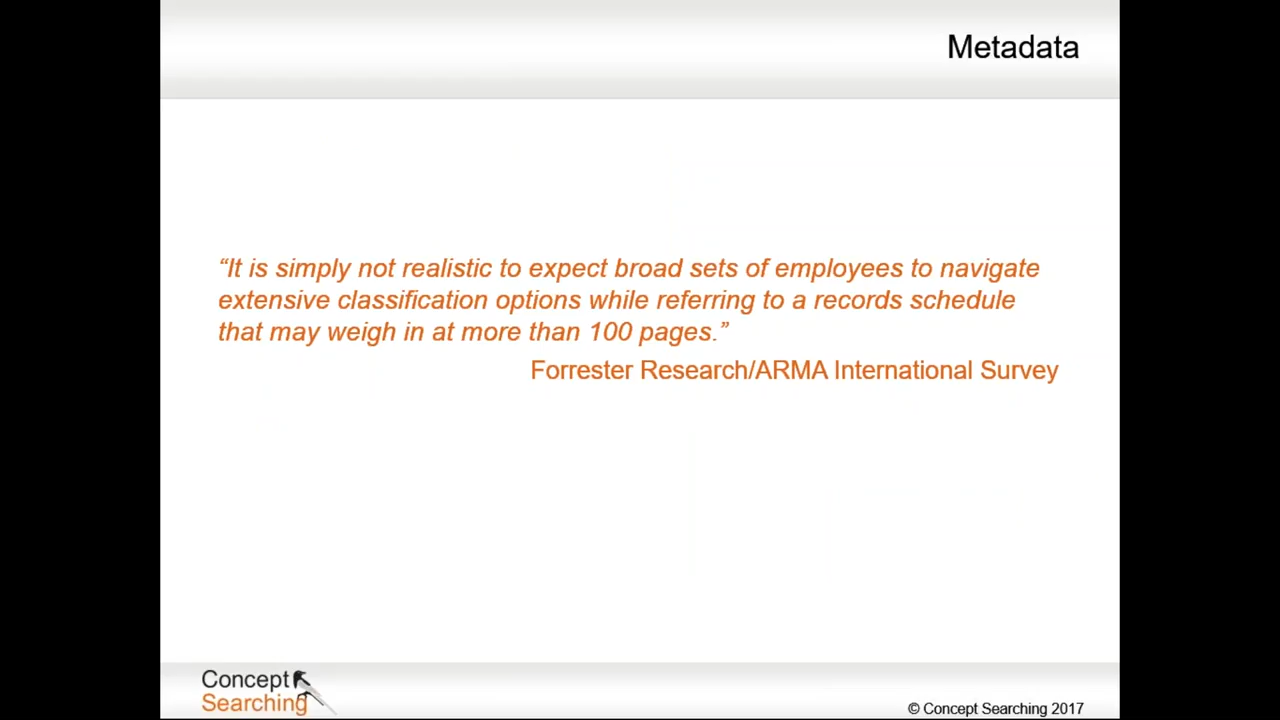 Metadata
“It is simply not realistic to expect broad sets of employees to navigate
extensive classification options while referring to a records schedule
that may weigh in at more than 100 pages.”
Forrester Research/ARMA International Survey
Concept
Searching
© Concept Searching 2017